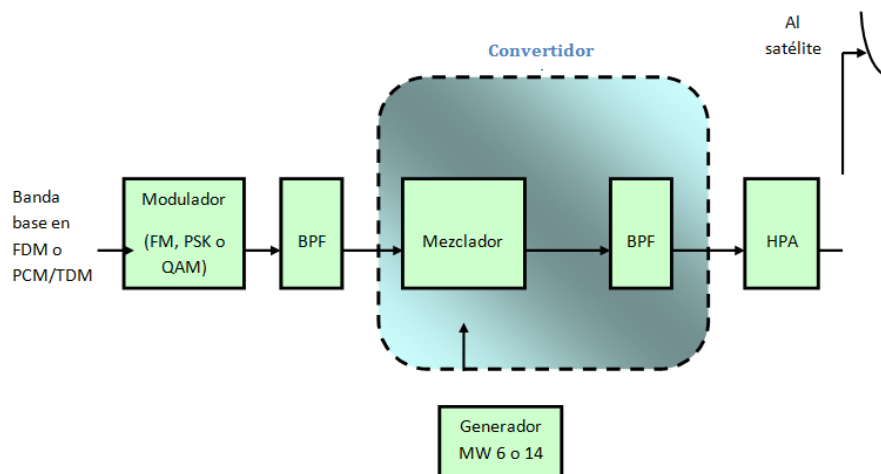 Al
satélite
Convertidor
Banda
base en
FDM o
PCM/TDM
Modulador
(FM, PSK o
QAM)
BPF
Mezclador
BPF
HPA
Generador
MW 6 o 14